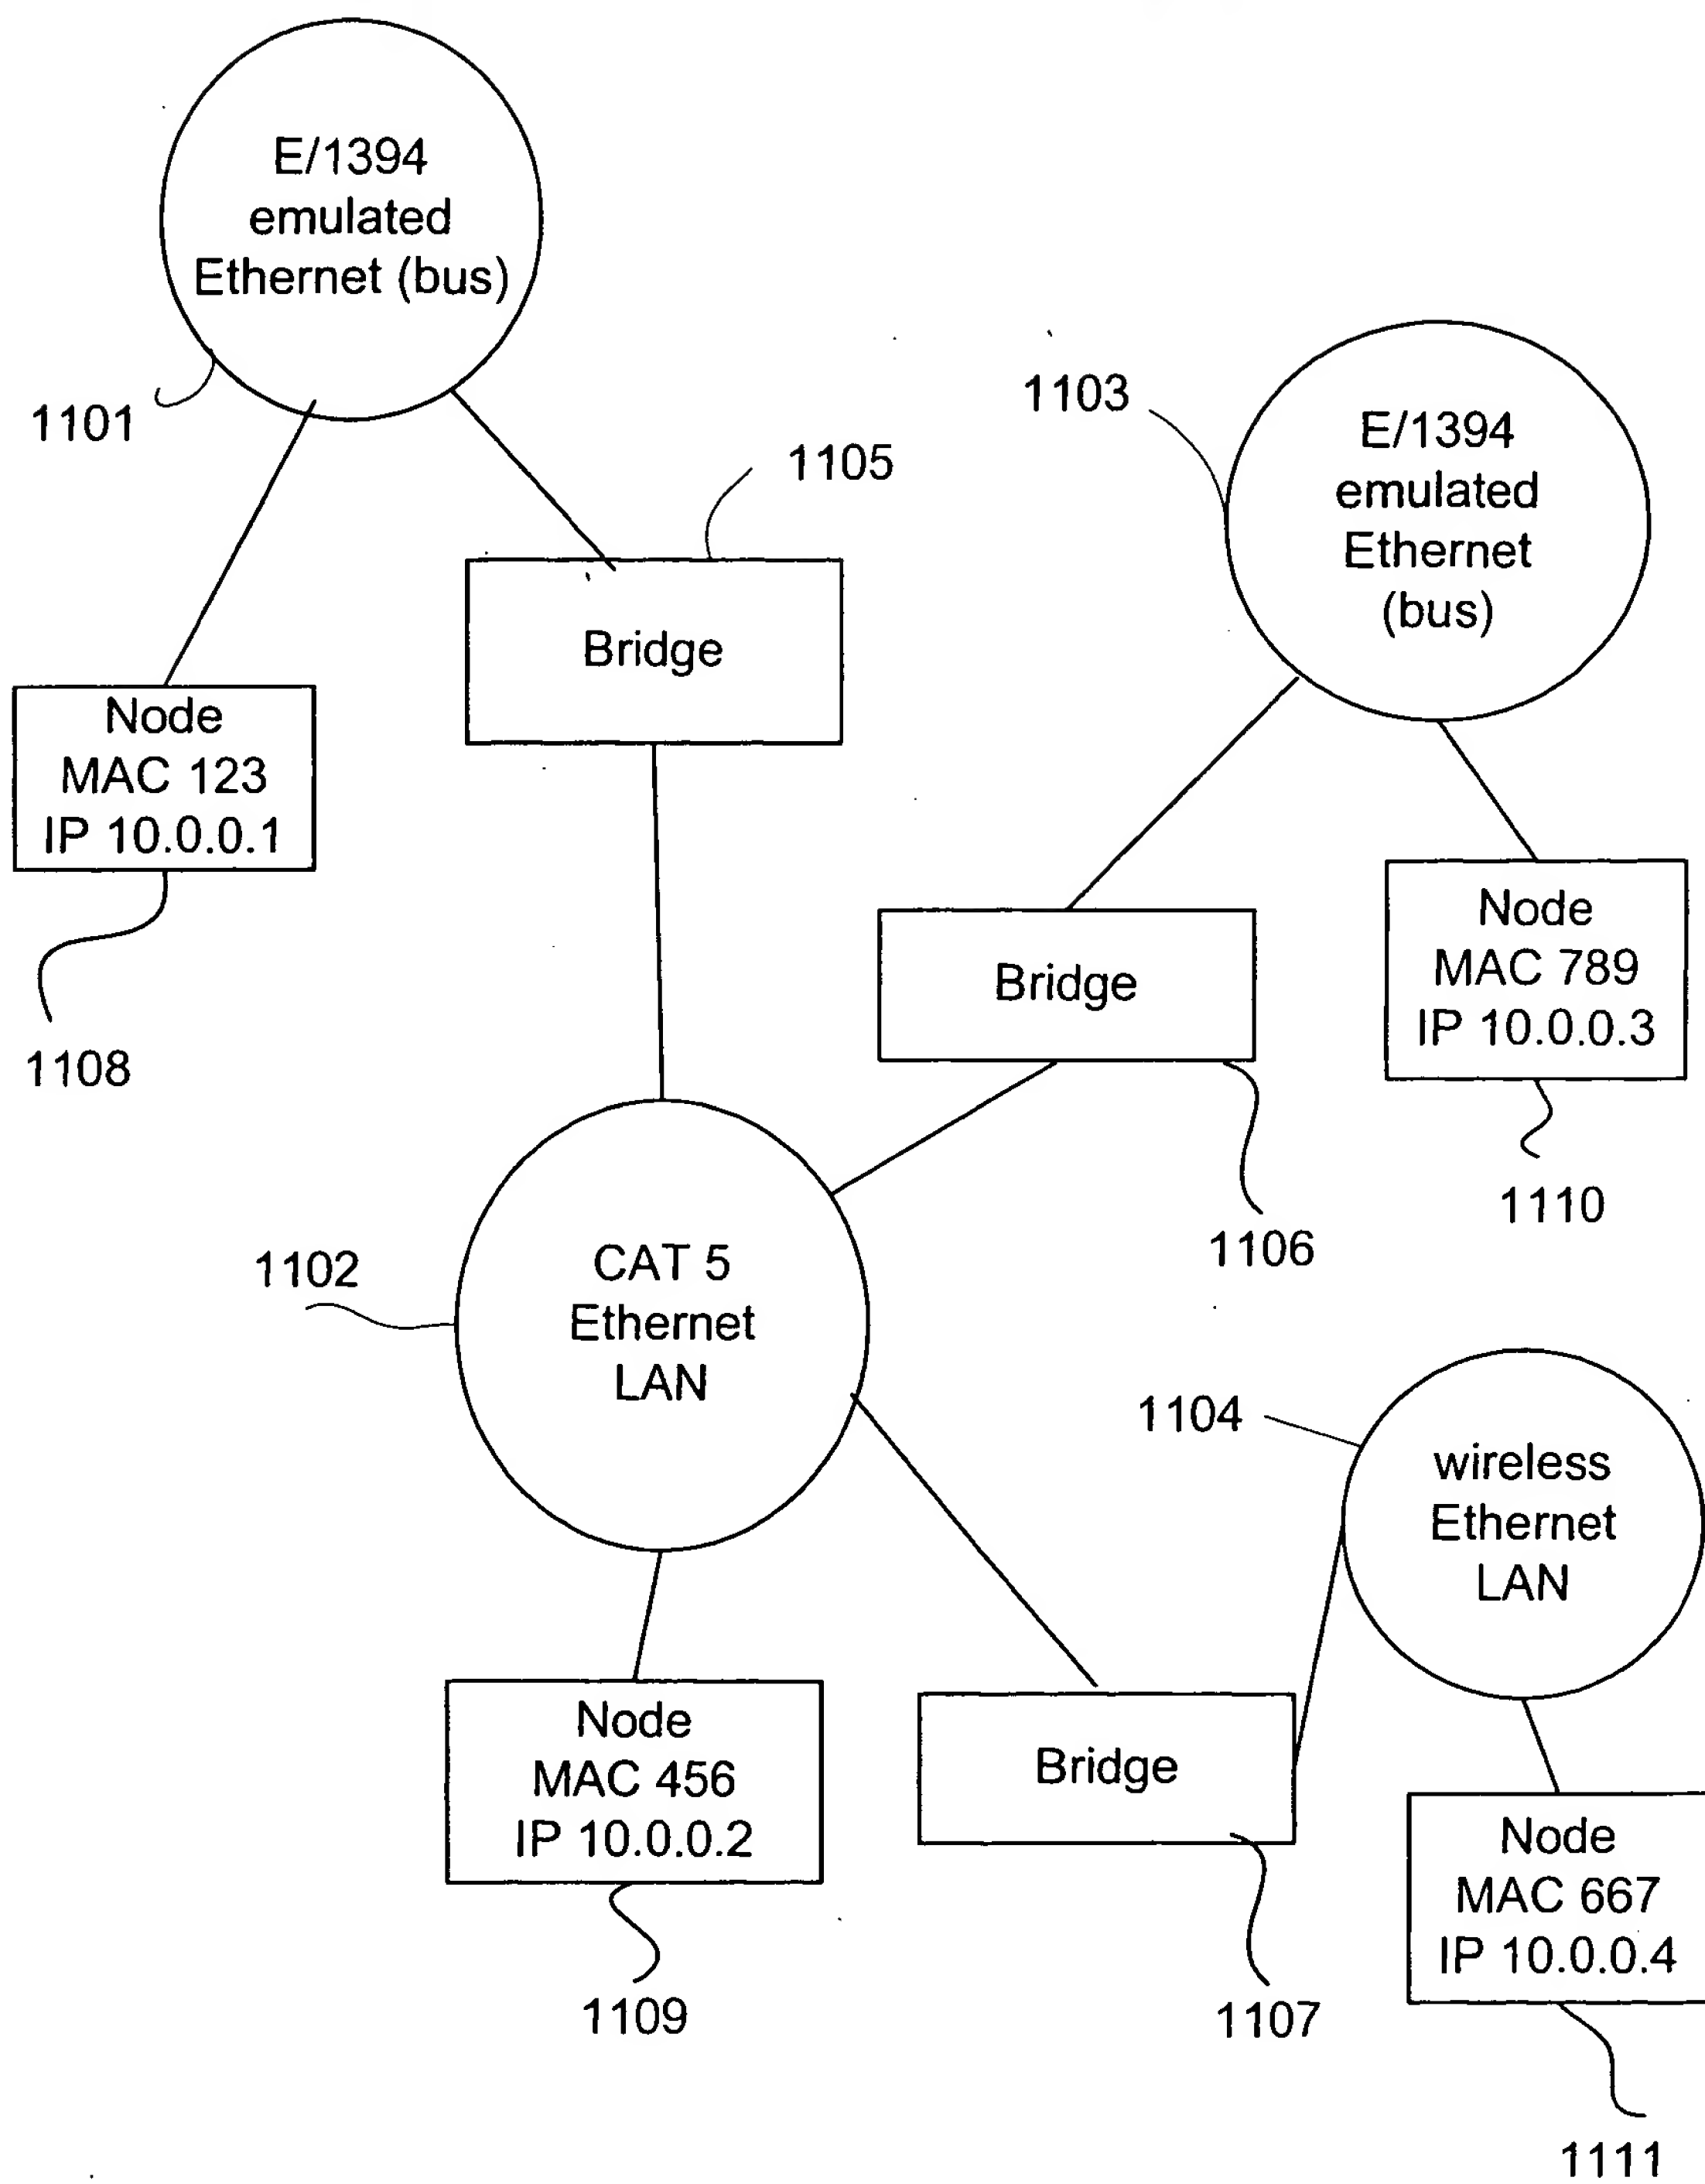 E/1394
emulated
Ethernet (bus)
1101
1103
E/1394
emulated
Ethernet
(bus)
1105
Bridge
Node
MAC 123
IP 10.0.0.1
1108
Bridge
Node
MAC 789
IP 10.0.0.3
1110
1106
1102
CAT 5
Ethernet
LAN
1104
wireless
Ethernet
LAN
Node
MAC 456
IP 10.0.0.2
1109
Bridge
1107
Node
MAC 667
IP 10.0.0.4
1111